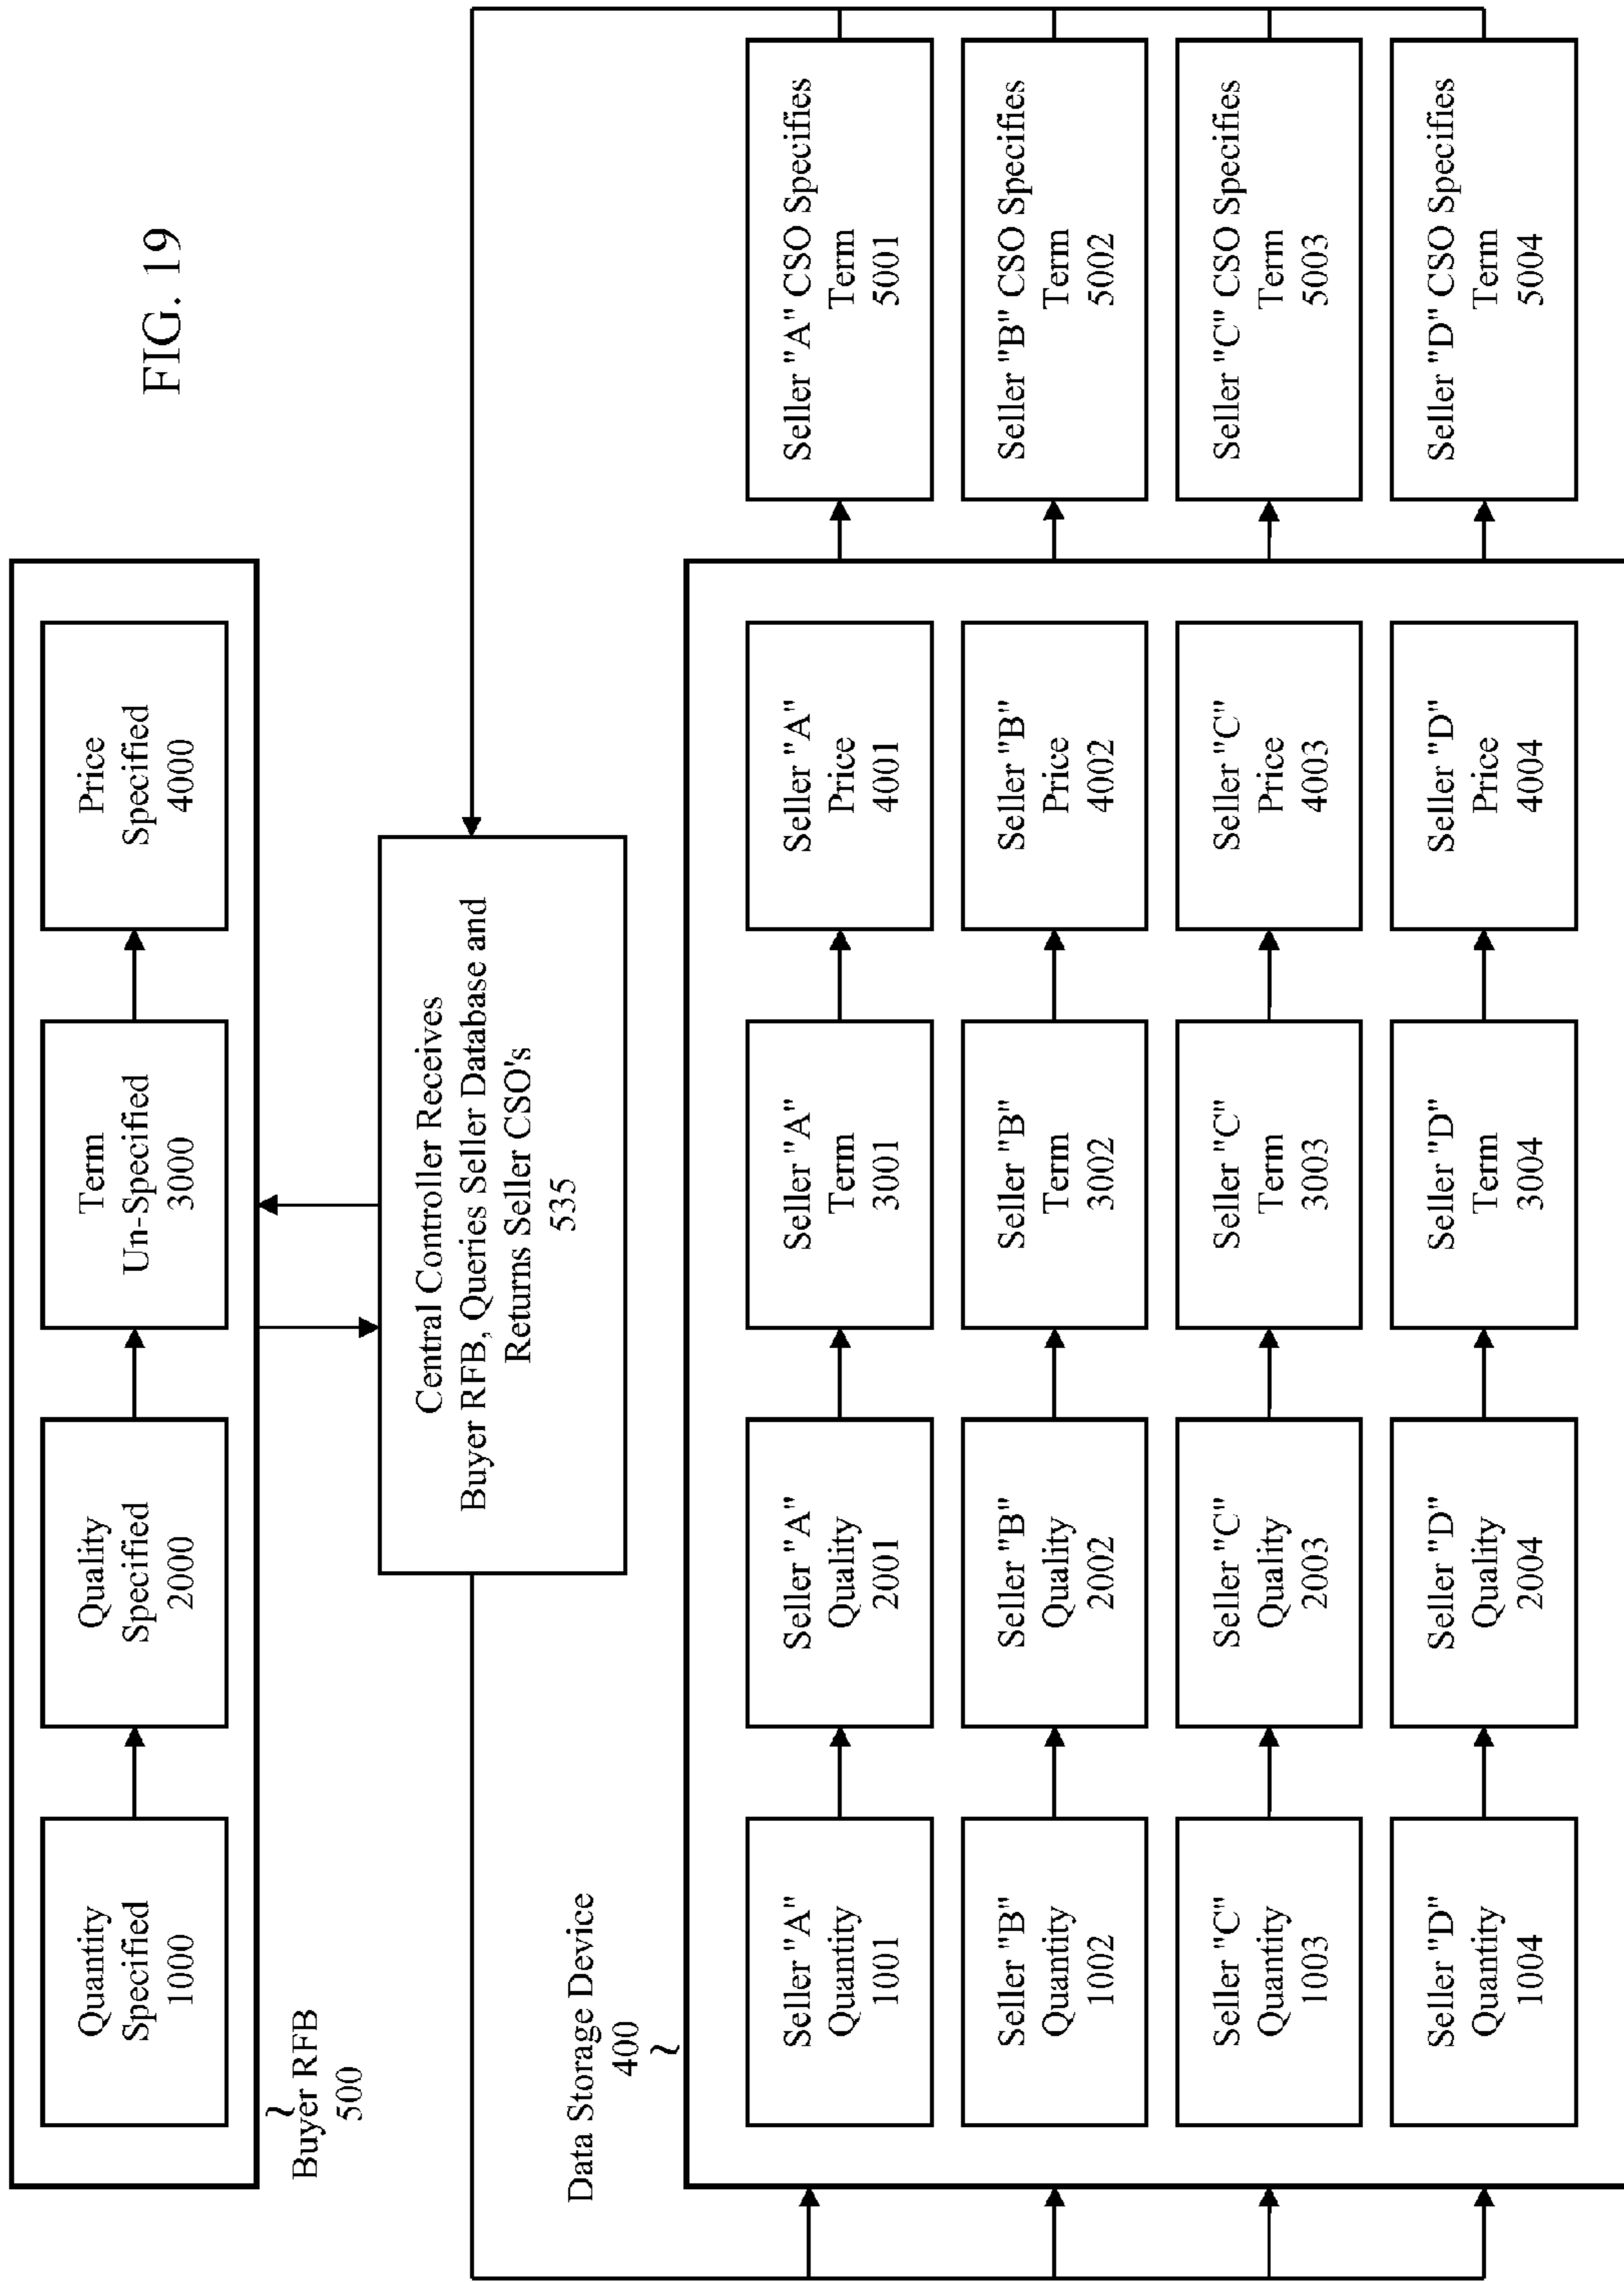 FIG. 19
Quantity
Specified
1000
Quality
Specified
2000
Term
Un-Specified
3000
Price
Specified
4000
Buyer RFB
500
Central Controller Receives
Buyer RFB, Queries Seller Database and
Returns Seller CSO's
535
Data Storage Device
400
Seller "A"
Quantity
1001
Seller "A"
Quality
2001
Seller "A"
Term
3001
Seller "A"
Price
4001
Seller "A" CSO Specifies
Term
5001
Seller "B"
Quantity
1002
Seller "B"
Quality
2002
Seller "B"
Term
3002
Seller "B"
Price
4002
Seller "B" CSO Specifies
Term
5002
Seller "C"
Quantity
1003
Seller "C"
Quality
2003
Seller "C"
Term
3003
Seller "C"
Price
4003
Seller "C" CSO Specifies
Term
5003
Seller "D"
Quantity
1004
Seller "D"
Quality
2004
Seller "D"
Term
3004
Seller "D"
Price
4004
Seller "D" CSO Specifies
Term
5004